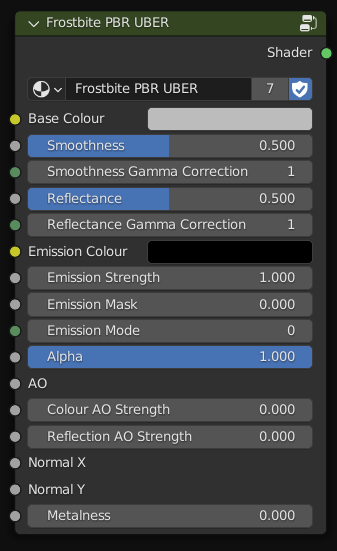 Frostbite PBR UBER
Shader
Frostbite PBR UBER 7
Base Colour
Smoothness 0.500
Smoothness Gamma Correction 1
Reflectance 0.500
Reflectance Gamma Correction 1
Emission Colour
Emission Strength 1.000
Emission Mask 0.000
Emission Mode 0
Alpha 1.000
AO
Colour AO Strength 0.000
Reflection AO Strength 0.000
Normal X
Normal Y
Metalness 0.000